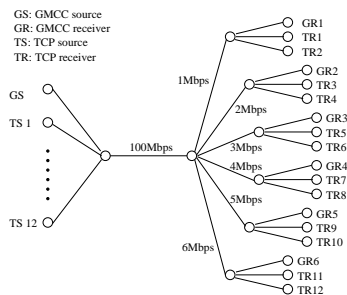 GS: GMCC source
GR: GMCC receiver
TS: TCP source
TR: TCP receiver
GS
TS 1
TS 12
100Mbps
1Mbps
2Mbps
3Mbps
4Mbps
5Mbps
6Mbps
GR1
TR1
TR2
GR2
TR3
TR4
GR3
TR5
TR6
GR4
TR7
TR8
GR5
TR9
TR10
GR6
TR11
TR12